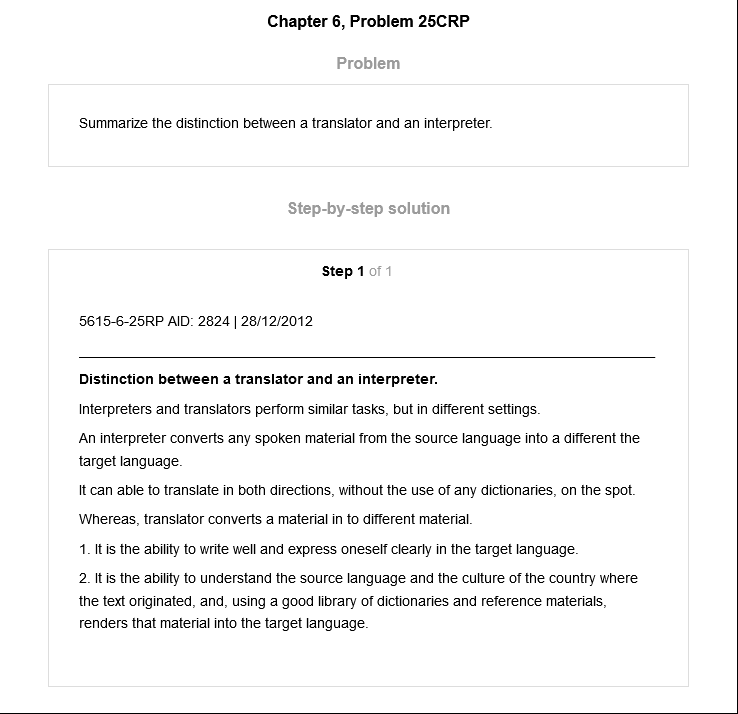 Chapter 6, Problem 25CRP
Problem
Summarize the distinction between a translator and an interpreter.
Step-by-step solution
Step 1 of 1
5615-6-25RP AID: 2824 | 28/12/2012
Distinction between a translator and an interpreter.
Interpreters and translators perform similar tasks, but in different settings.
An interpreter converts any spoken material from the source language into a different the
target language.
It can able to translate in both directions, without the use of any dictionaries, on the spot.
Whereas, translator converts a material in to different material.
1. It is the ability to write well and express oneself clearly in the target language.
2. It is the ability to understand the source language and the culture of the country where
the text originated, and, using a good library of dictionaries and reference materials,
renders that material into the target language.